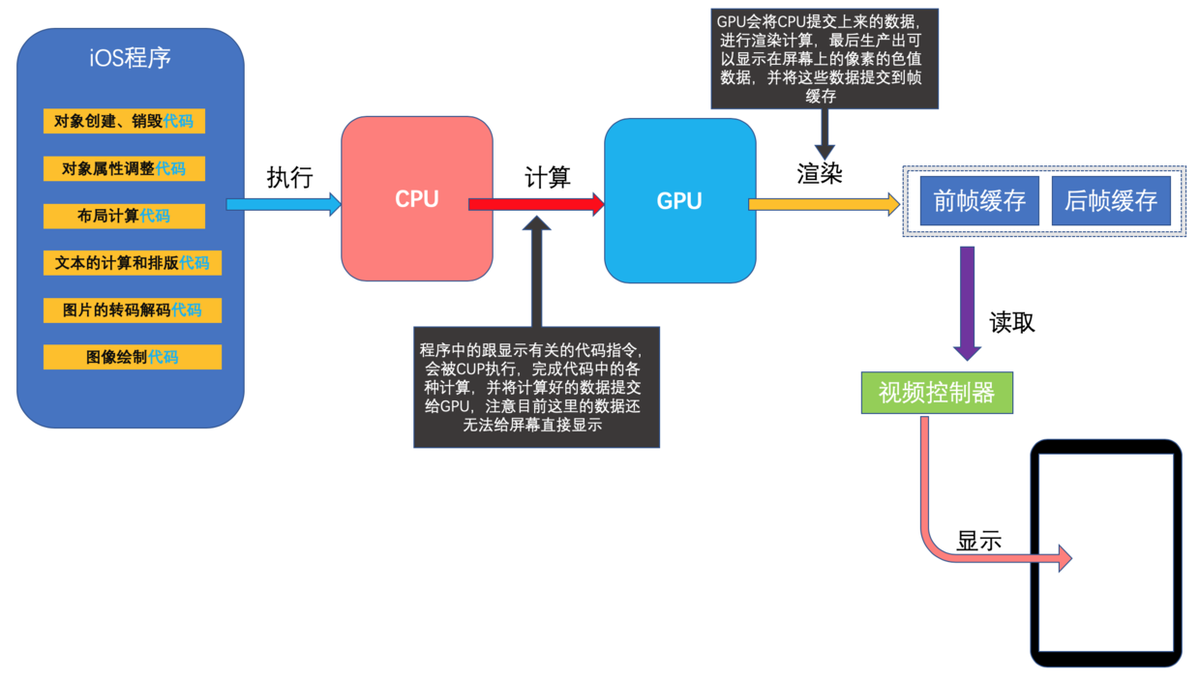 iOS程序
对象创建、销毁代码
对象属性调整代码
布局计算代码
文本的计算和排版代码
图片的转码解码代码
图像绘制代码
执行
CPU
计算
程序中的跟显示有关的代码指令,
会被CUP执行，完成代码中的各
种计算，并将计算好的数据提交
给GPU，注意目前这里的数据还
无法给屏幕直接显示
GPU
GPU会将CPU提交上来的数据,
进行渲染计算，最后生产出可
以显示在屏幕上的像素的色值
数据，并将这些数据提交到帧
缓存
渲染
前帧缓存
后帧缓存
读取
视频控制器
显示